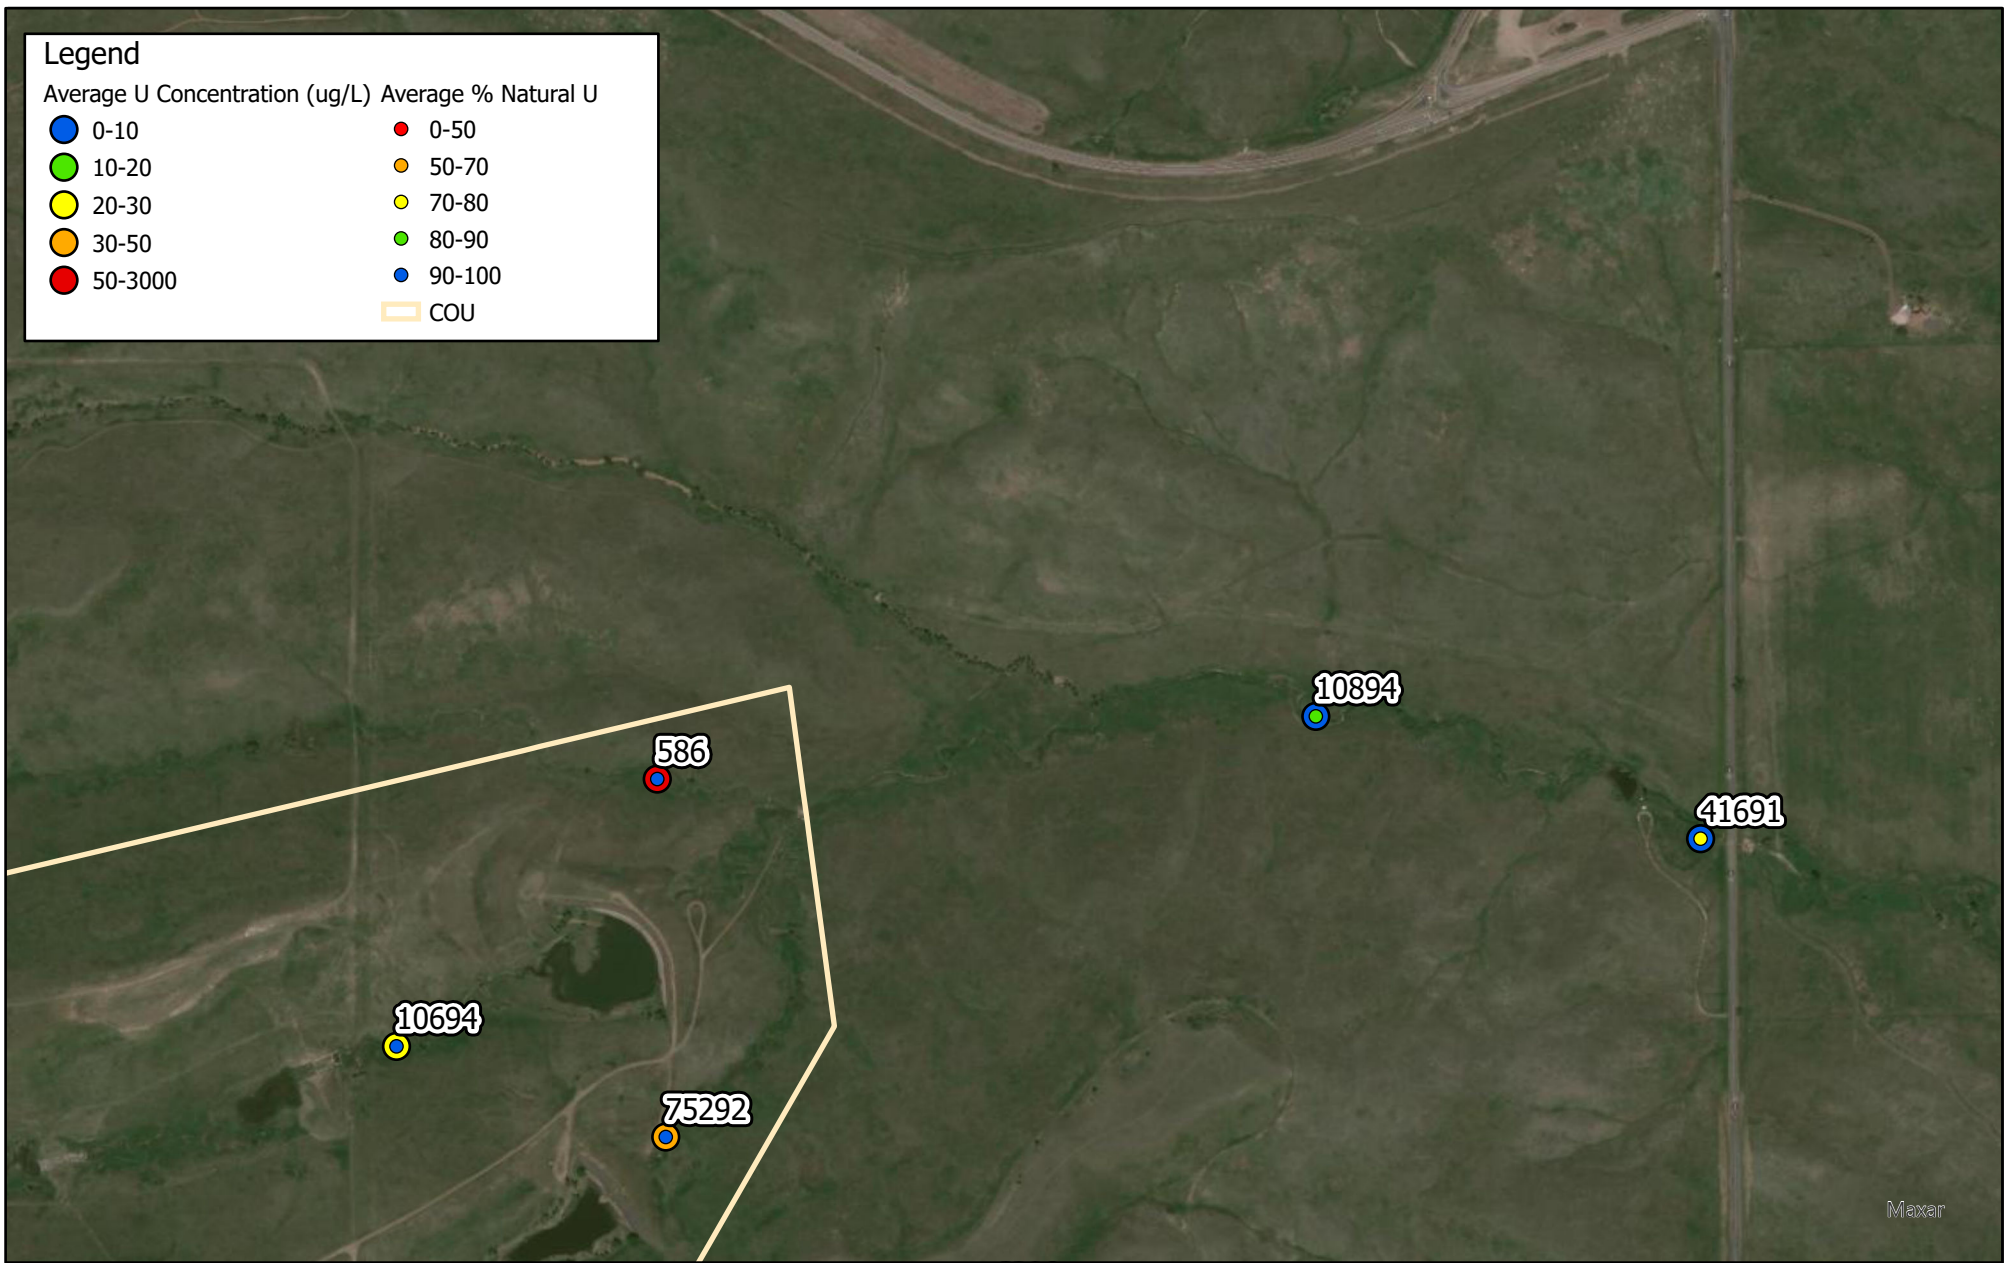 Legend
Average U Concentration (ug/L) Average % Natural U
0-10 0-50
10-20 50-70
20-30 70-80
30-50 80-90
50-3000 90-100
COU
10894
586
41691
10694
75292
Maxar